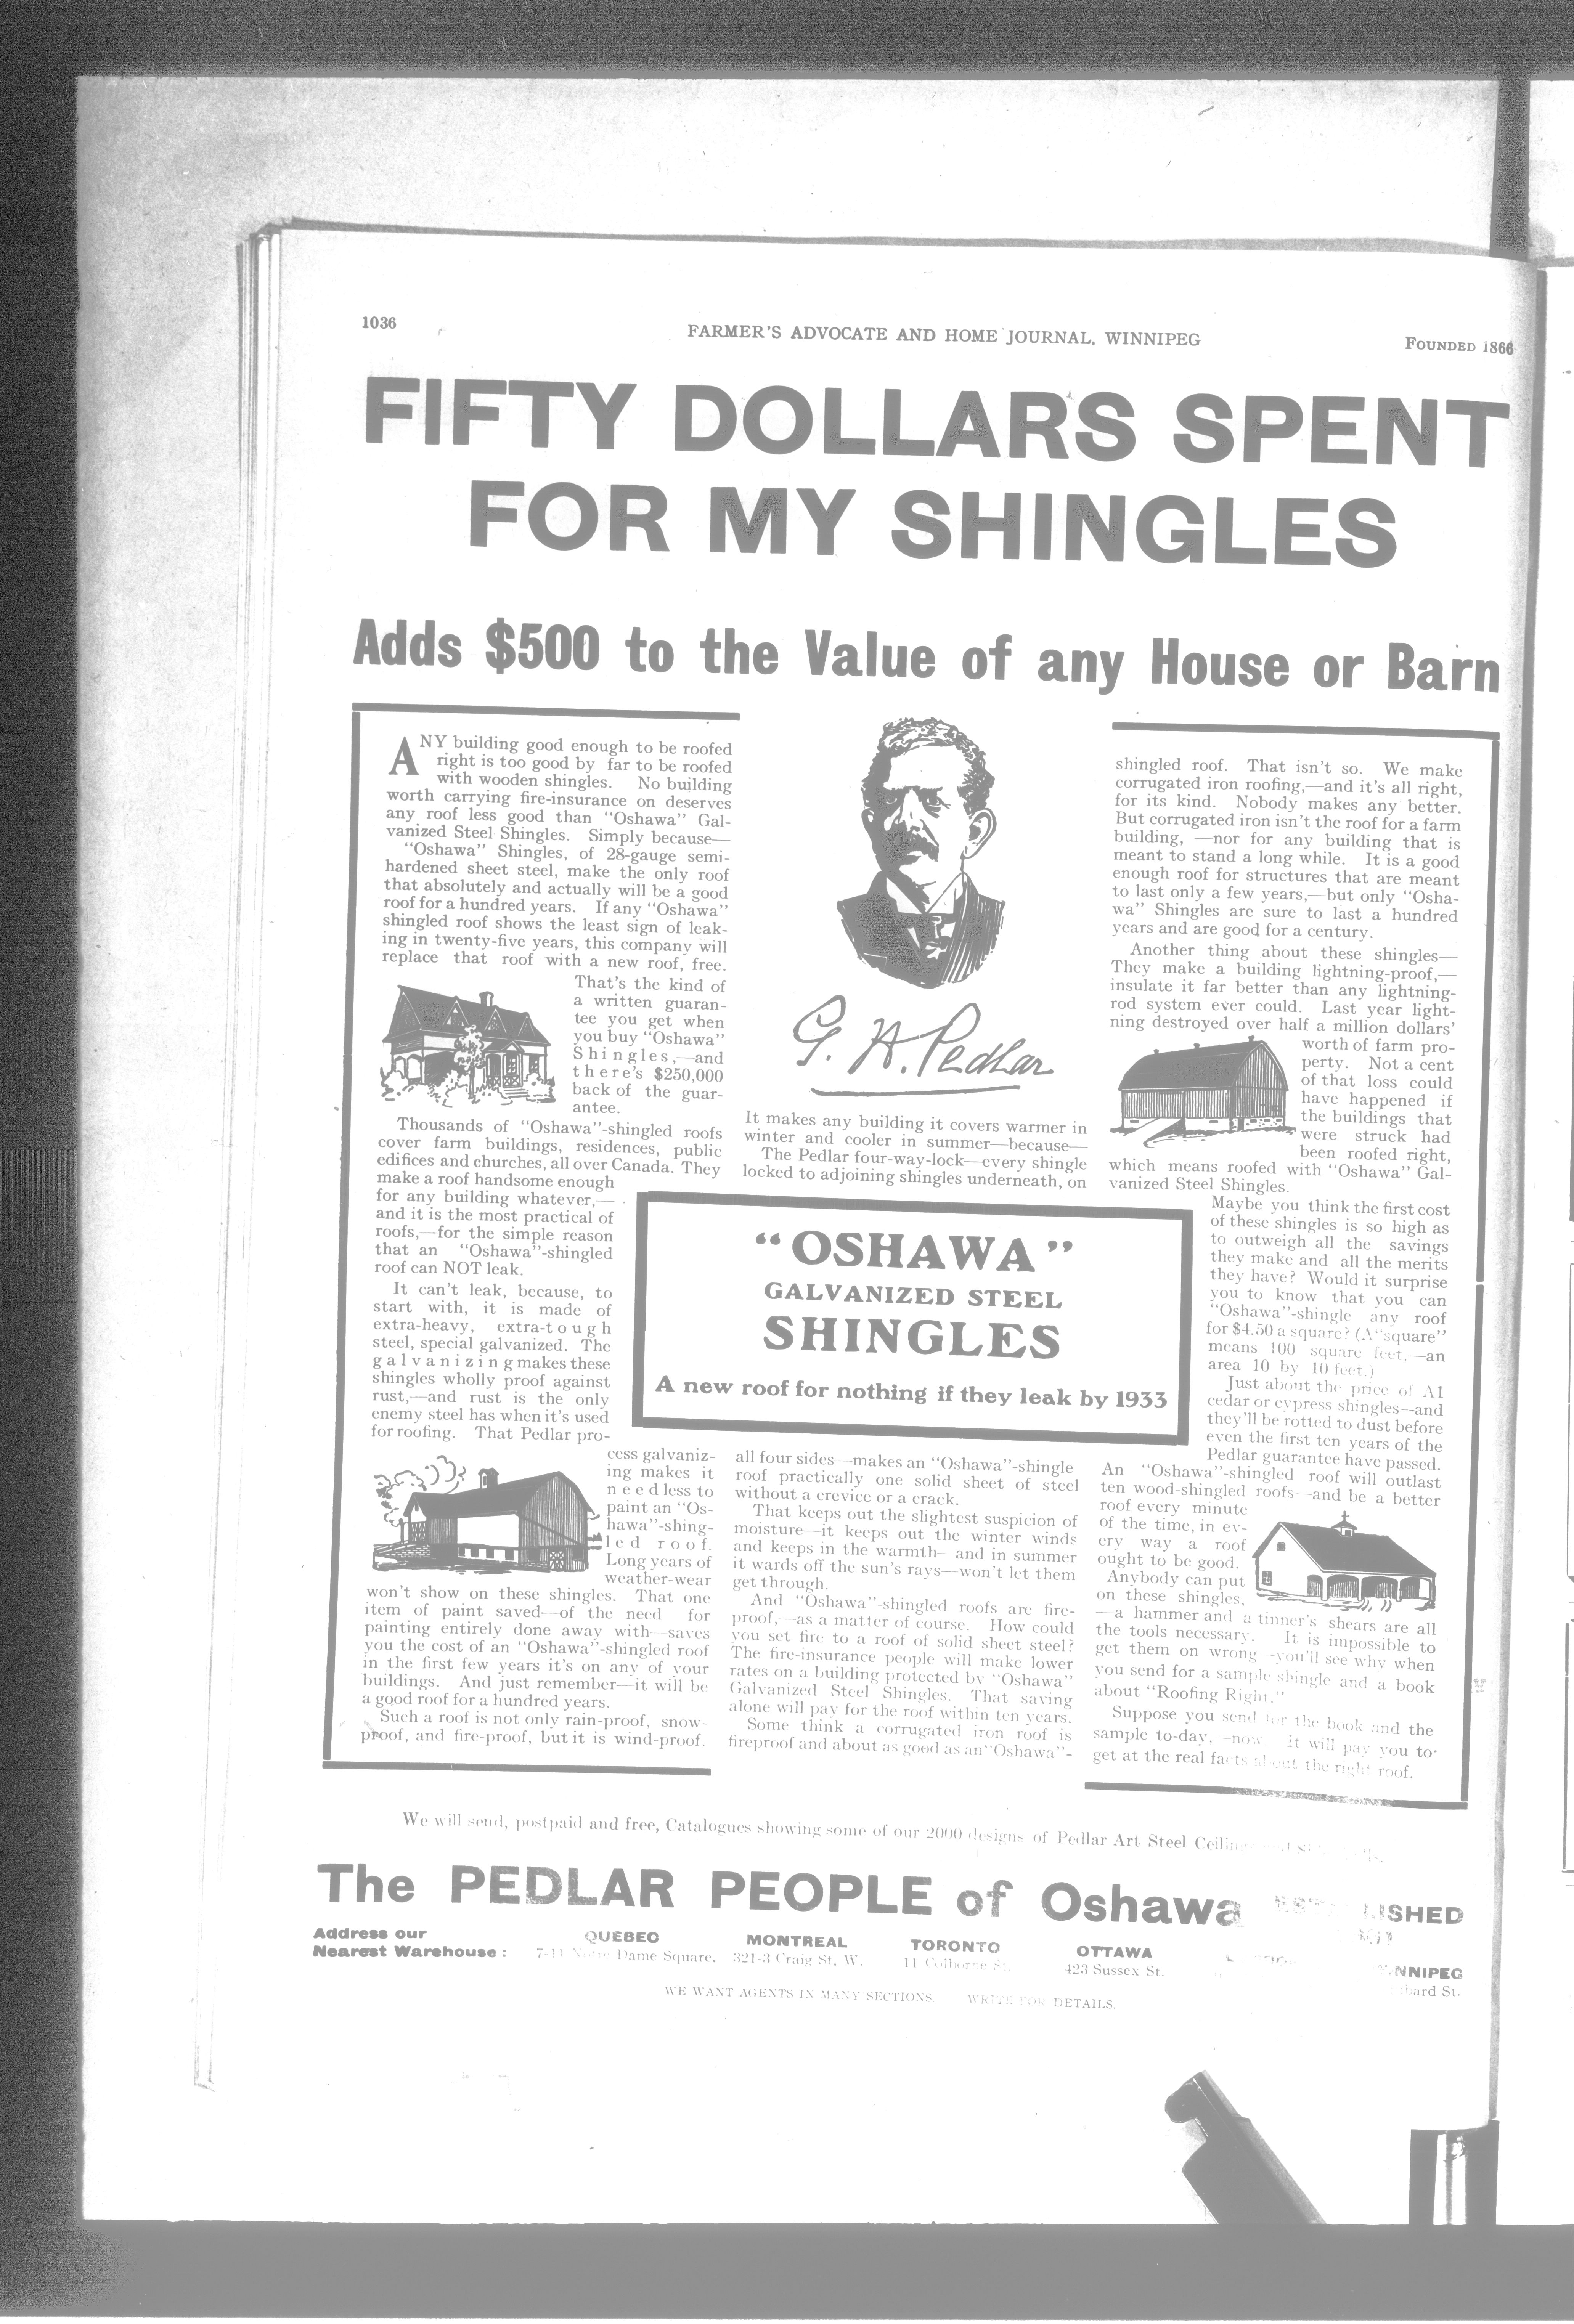 1036
FARMER'S ADVOCATE AND HOME JOURNAL, WINNIPEG
FOUNDED 1866
FIFTY DOLLARS SPENT
FOR MY SHINGLES
Adds $500 to the Value of any House or Barn
ANY building good enough to be roofed
right is too good by far to be roofed
with wooden shingles. No building
worth carrying fire-insurance on deserves
any roof less good than "Oshawa" Gal-
vanized Steel Shingles. Simply because—
"Oshawa" Shingles, of 28-gauge semi-
hardened sheet steel, make the only roof
that absolutely and actually will be a good
roof for a hundred years. If any "Oshawa"
shingled roof shows the least sign of leak-
ing in twenty-five years, this company will
replace that roof with a new roof, free.
That's the kind of
a written guaran-
tee you get when
you buy "Oshawa"
Shingles,—and
there's $250,000
back of the guar-
antee.
Thousands of "Oshawa"-shingled roofs
cover farm buildings, residences, public
edifices and churches, all over Canada. They
make a roof handsome enough
for any building whatever,—
and it is the most practical of
roofs,—for the simple reason
that an "Oshawa"-shingled
roof can NOT leak.
It can't leak, because, to
start with, it is made of
extra-heavy, extra-tough
steel, special galvanized. The
galvanizing makes these
shingles wholly proof against
rust,—and rust is the only
enemy steel has when it's used
for roofing. That Pedlar pro-
cess galvaniz-
ing makes it
needless to
paint an "Os-
hawa"-shing-
led roof.
Long years of
weather-wear
won't show on these shingles. That one
item of paint saved—of the need for
painting entirely done away with—saves
you the cost of an "Oshawa"-shingled roof
in the first few years it's on any of your
buildings. And just remember—it will be
a good roof for a hundred years.
Such a roof is not only rain-proof, snow-
proof, and fire-proof, but it is wind-proof.
G. H. Pedlar
It makes any building it covers warmer in
winter and cooler in summer—because—
The Pedlar four-way-lock—every shingle
locked to adjoining shingles underneath, on
"OSHAWA"
GALVANIZED STEEL
SHINGLES
A new roof for nothing if they leak by 1933
all four sides—makes an "Oshawa"-shingle
roof practically one solid sheet of steel
without a crevice or a crack.
That keeps out the slightest suspicion of
moisture—it keeps out the winter winds
and keeps in the warmth—and in summer
it wards off the sun's rays—won't let them
get through.
And "Oshawa"-shingled roofs are fire-
proof,—as a matter of course. How could
you set fire to a roof of solid sheet steel?
The fire-insurance people will make lower
rates on a building protected by "Oshawa"
Galvanized Steel Shingles. That saving
alone will pay for the roof within ten years.
Some think a corrugated iron roof is
fireproof and about as good as an "Oshawa"-
shingled roof. That isn't so. We make
corrugated iron roofing,—and it's all right,
for its kind. Nobody makes any better.
But corrugated iron isn't the roof for a farm
building, —nor for any building that is
meant to stand a long while. It is a good
enough roof for structures that are meant
to last only a few years,—but only "Osha-
wa" Shingles are sure to last a hundred
years and are good for a century.
Another thing about these shingles—
They make a building lightning-proof,—
insulate it far better than any lightning-
rod system ever could. Last year light-
ning destroyed over half a million dollars'
worth of farm pro-
perty. Not a cent
of that loss could
have happened if
the buildings that
were struck had
been roofed right,
which means roofed with "Oshawa" Gal-
vanized Steel Shingles.
Maybe you think the first cost
of these shingles is so high as
to outweigh all the savings
they make and all the merits
they have? Would it surprise
you to know that you can
"Oshawa"-shingle any roof
for $4.50 a square? (A "square"
means 100 square feet,—an
area 10 by 10 feet.)
Just about the price of A1
cedar or cypress shingles--and
they'll be rotted to dust before
even the first ten years of the
Pedlar guarantee have passed.
An "Oshawa"-shingled roof will outlast
ten wood-shingled roofs—and be a better
roof every minute
of the time, in ev-
ery way a roof
ought to be good.
Anybody can put
on these shingles,
—a hammer and a tinner's shears are all
the tools necessary. It is impossible to
get them on wrong—you'll see why when
you send for a sample shingle and a book
about "Roofing Right."
Suppose you send for the book and the
sample to-day,—now. It will pay you to
get at the real facts about the right roof.
We will send, postpaid and free, Catalogues showing some of our 2000 designs of Pedlar Art Steel
The PEDLAR PEOPLE of Oshawa
Address our
Nearest Warehouse:
QUEBEC
7-11 Notre Dame Square.
MONTREAL
321-3 Craig St. W.
TORONTO
11 Colborne St.
OTTAWA
423 Sussex St.
WE WANT AGENTS IN MANY SECTIONS. WRITE FOR DETAILS.